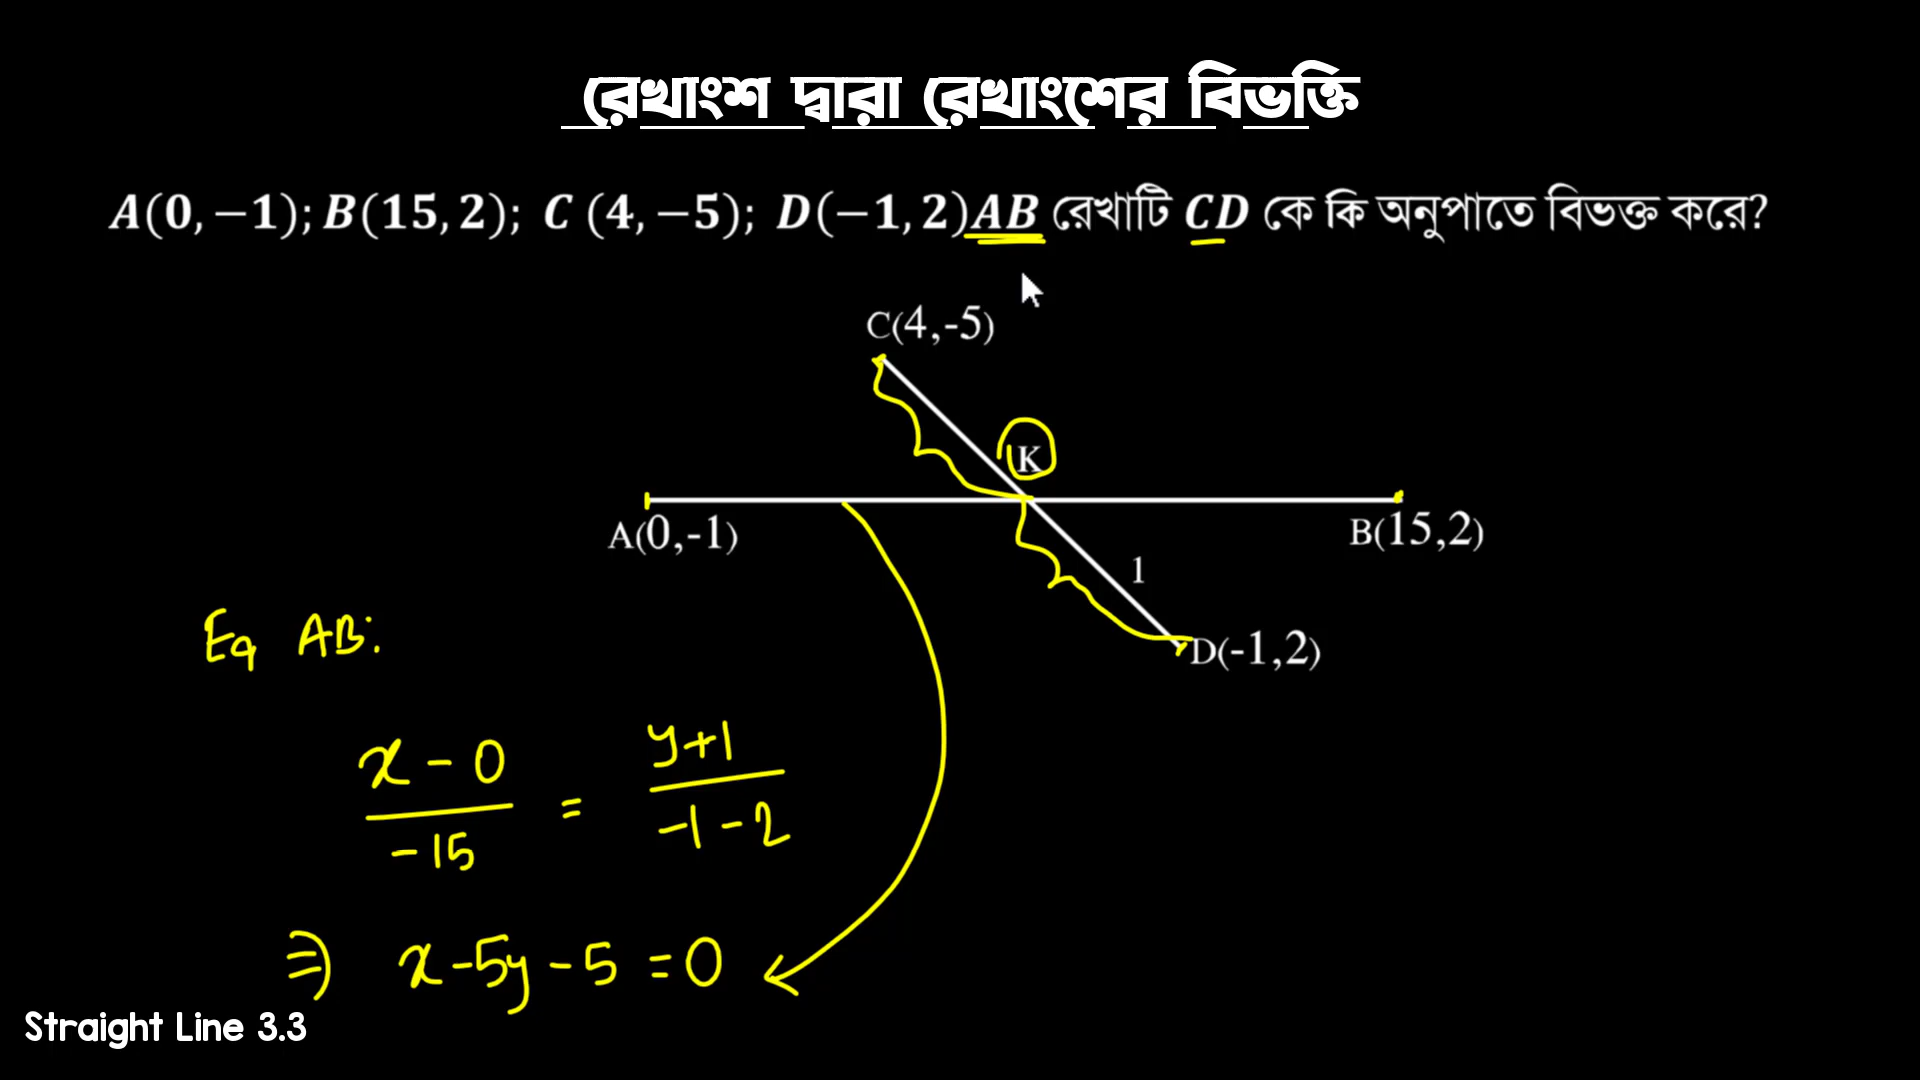 রেখাংশ দ্বারা রেখাংশের বিভক্তি
A(0,−1); B(15,2); C (4,−5); D(−1,2)AB রেখাটি CD কে কি অনুপাতে বিভক্ত করে?
C(4,-5)
K
A(0,-1)
B(15,2)
1
D(-1,2)
Eq AB:
x - 0 / -15 = y+1 / -1-2
⇒ x-5y-5=0
Straight Line 3.3